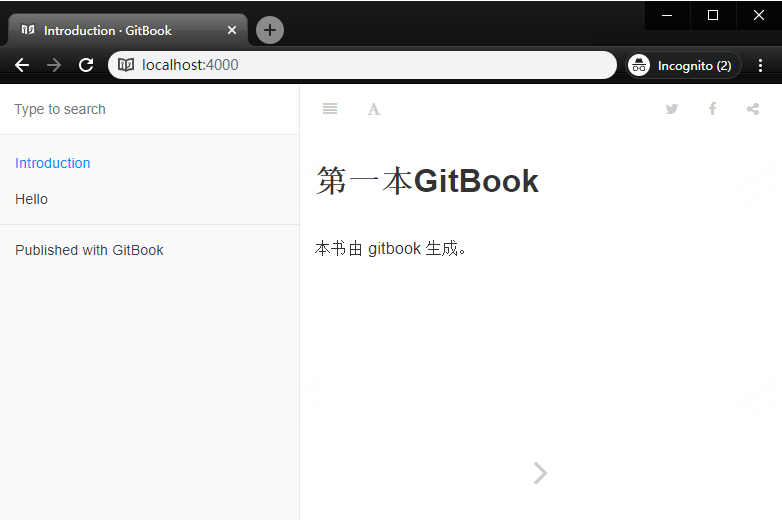 Introduction · GitBook
localhost:4000
Incognito (2)
Type to search
A
Introduction
Hello
Published with GitBook
第一本GitBook
本书由 gitbook 生成。